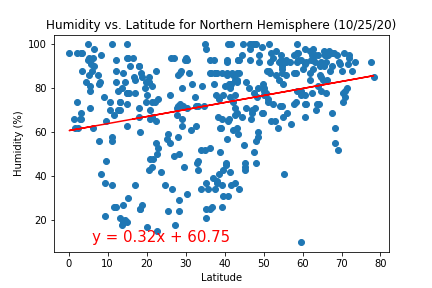 Humidity vs. Latitude for Northern Hemisphere (10/25/20)
Humidity (%)
100
80
60
40
20
y = 0.32x + 60.75
0 10 20 30 40 50 60 70 80
Latitude